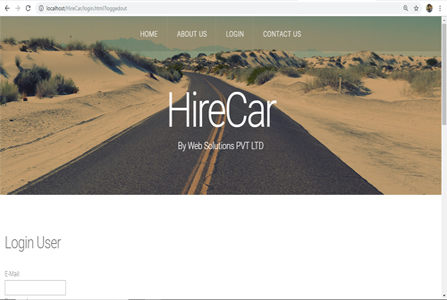 localhost/HireCar/login.html?loggedout
HOME ABOUT US LOGIN CONTACT US
HireCar
By Web Solutions PVT LTD
Login User
E-Mail: